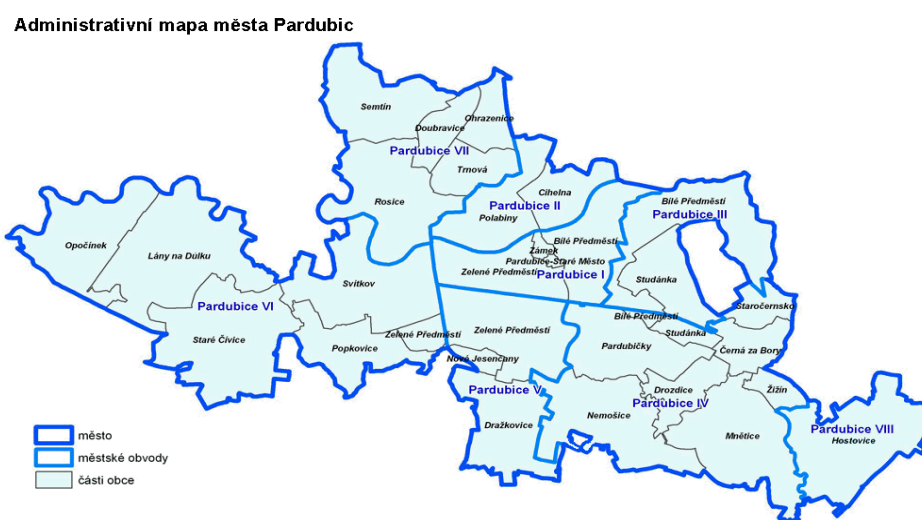 Administrativní mapa města Pardubic
Semtín
Ohrazenice
Doubravice
Pardubice VII
Trnová
Cihelna
Rosice
Pardubice II
Polabiny
Bílé Předměstí
Pardubice III
Opočínek
Lány na Důlku
Bílé Předměstí
Zámek
Pardubice-Staré Město
Zelené Předměstí
Pardubice I
Svítkov
Studánka
Pardubice VI
Staročernsko
Staré Čívice
Bílé Předměstí
Zelené Předměstí
Zelené Předměstí
Studánka
Popkovice
Pardubičky
Černá za Bory
Nové Jesenčany
Pardubice V
Drozdice
Žižín
Pardubice IV
Nemošice
Dražkovice
Mnětice
Pardubice VIII
Hostovice
město
městské obvody
části obce